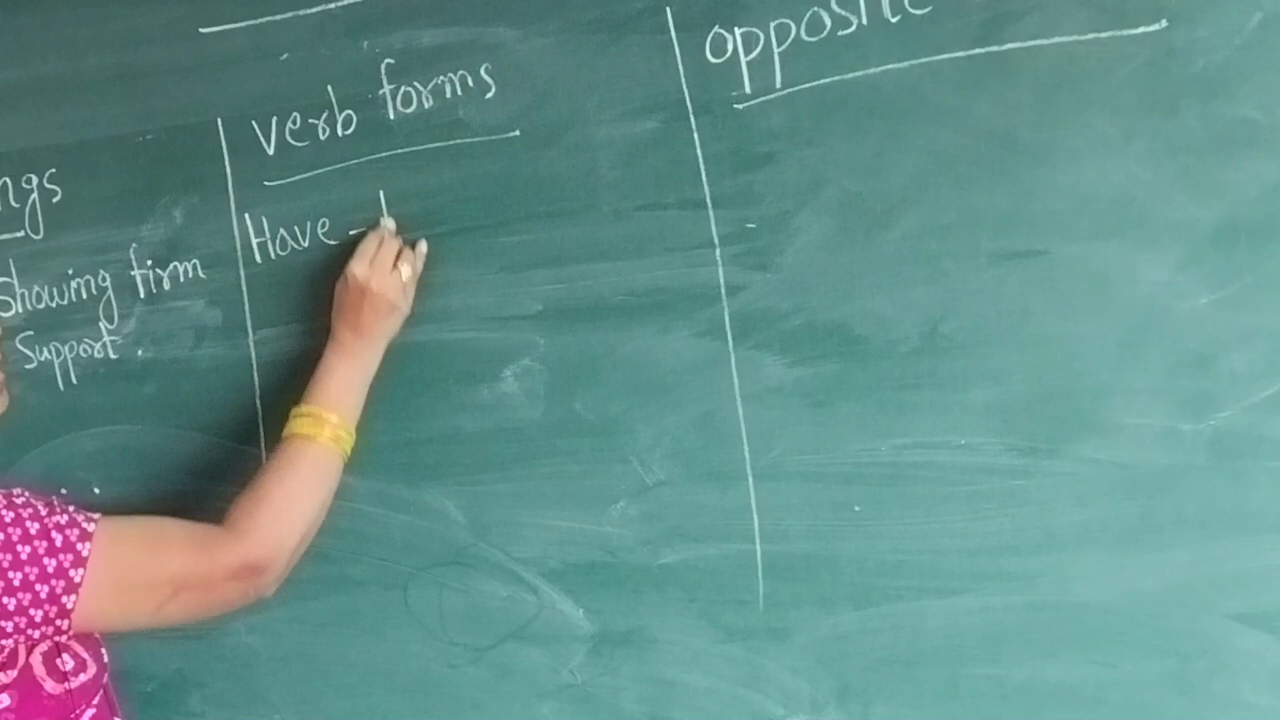 verb forms
opposite
ngs
Have -
Showing firm
Support.